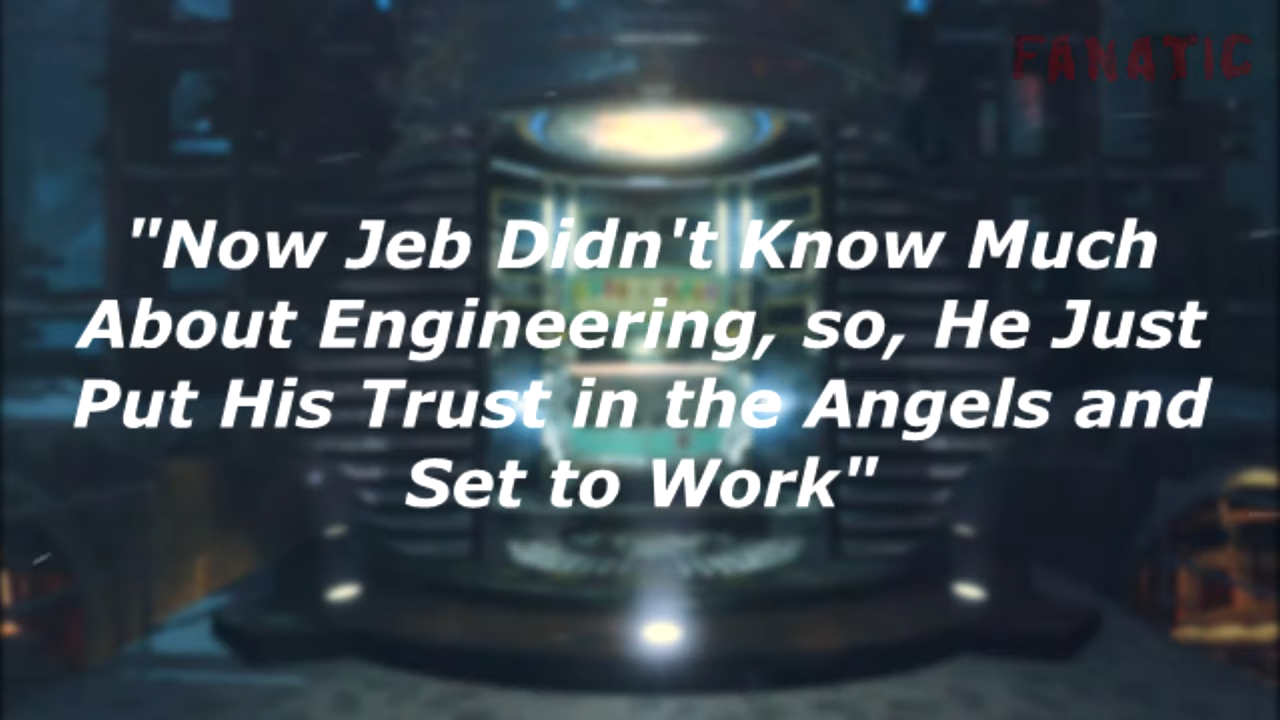 FANATIC
"Now Jeb Didn't Know Much
About Engineering, so, He Just
Put His Trust in the Angels and
Set to Work"